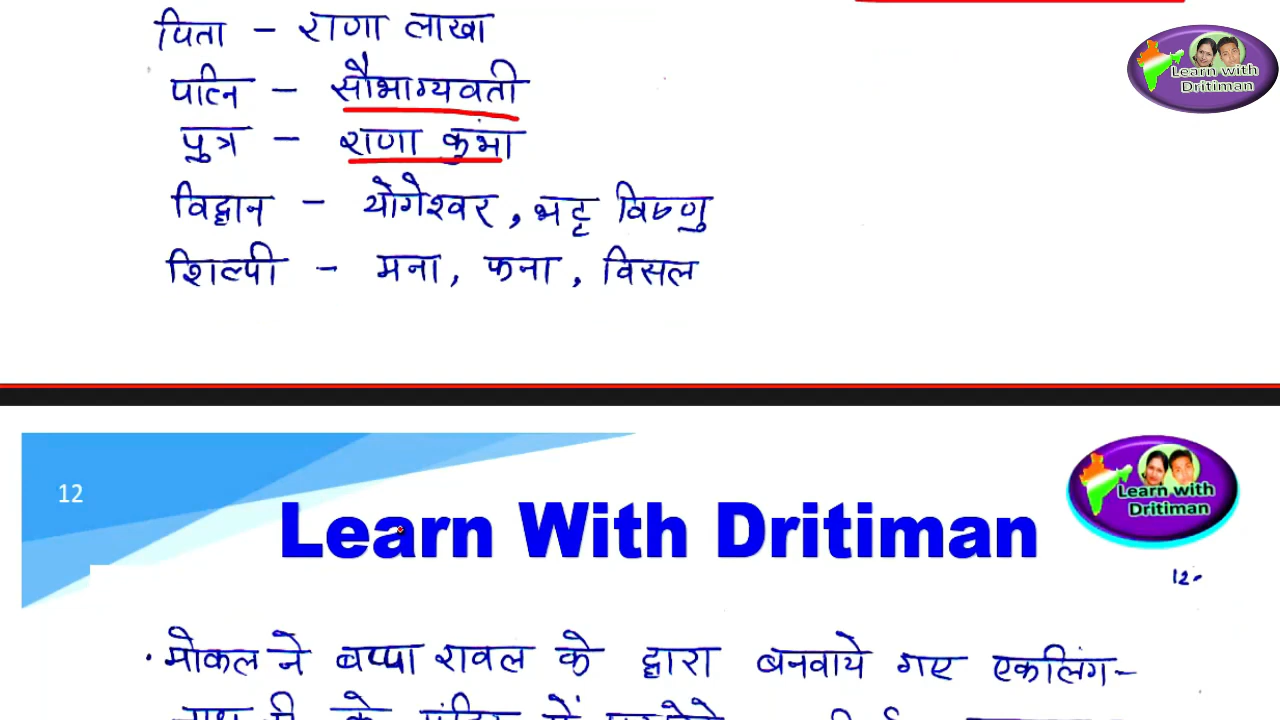 पिता - राणा लाखा
पत्नि - सौभाग्यवती
पुत्र - राणा कुंभा
विद्वान - योगेश्वर, भट्ट विष्णु
शिल्पी - मना, फना, विसल
Learn with
Dritiman
12
Learn With Dritiman
Learn with
Dritiman
12.
• मोकल ने बप्पा रावल के द्वारा बनवाये गए एकलिंग-
के मंदिर में